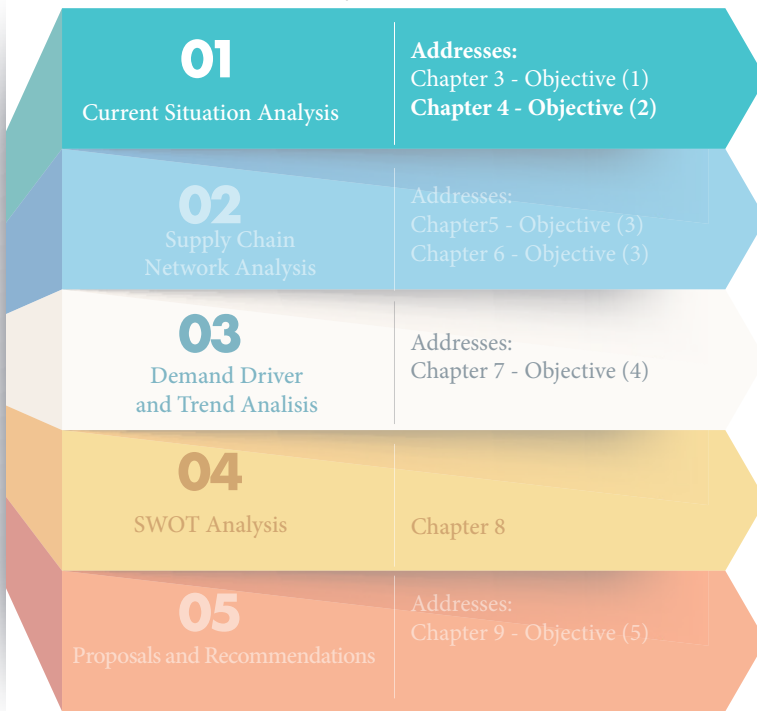 01
Current Situation Analysis
Addresses:
Chapter 3 - Objective (1)
Chapter 4 - Objective (2)
02
Supply Chain
Network Analysis
Addresses:
Chapter5 - Objective (3)
Chapter 6 - Objective (3)
03
Demand Driver
and Trend Analisis
Addresses:
Chapter 7 - Objective (4)
04
SWOT Analysis
Chapter 8
05
Proposals and Recommendations
Addresses:
Chapter 9 - Objective (5)